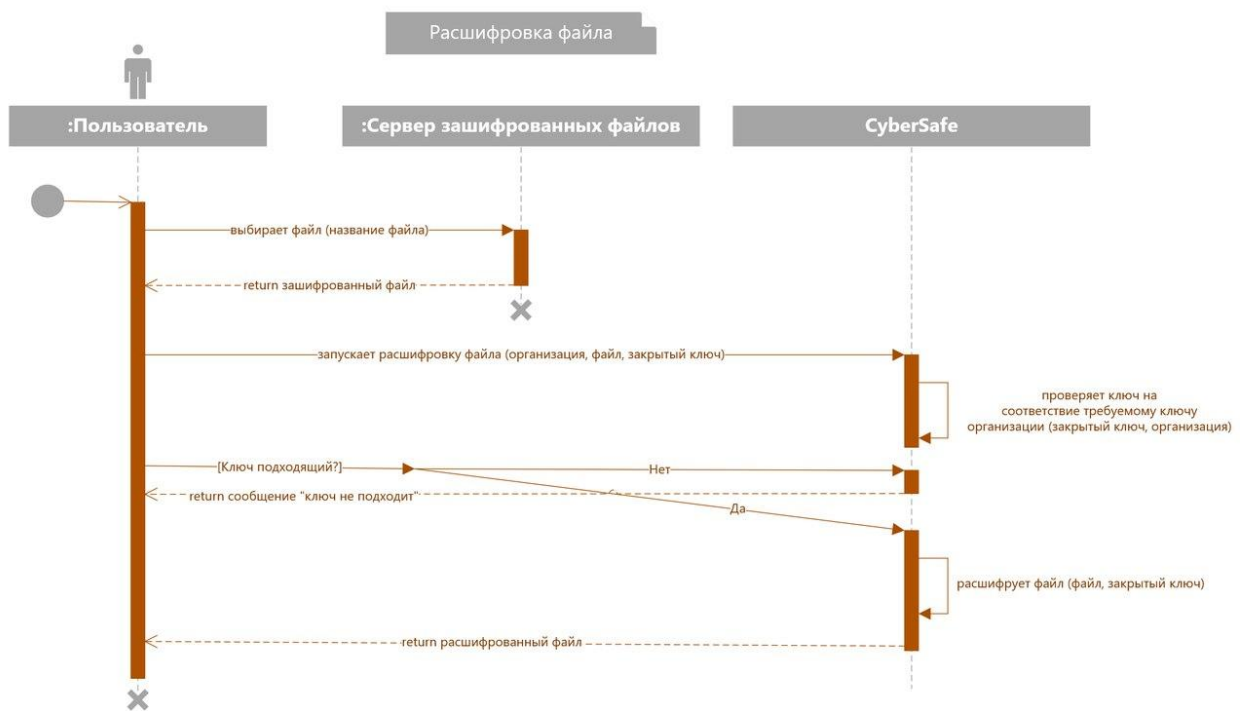 Расшифровка файла
:Пользователь
:Сервер зашифрованных файлов
CyberSafe
выбирает файл (название файла)
return зашифрованный файл
запускает расшифровку файла (организация, файл, закрытый ключ)
проверяет ключ на
соответствие требуемому ключу
организации (закрытый ключ, организация)
[Ключ подходящий?]
Нет
return сообщение "ключ не подходит"
Да
расшифрует файл (файл, закрытый ключ)
return расшифрованный файл